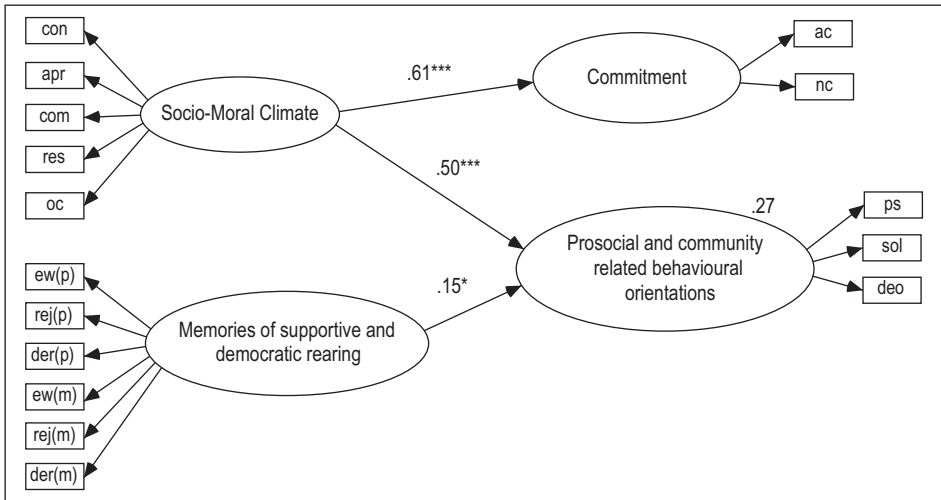 con
apr
com
res
oc
Socio-Moral Climate
.61***
Commitment
ac
nc
.50***
.27
Prosocial and community
related behavioural
orientations
ps
sol
deo
ew(p)
rej(p)
der(p)
ew(m)
rej(m)
der(m)
Memories of supportive and
democratic rearing
.15*